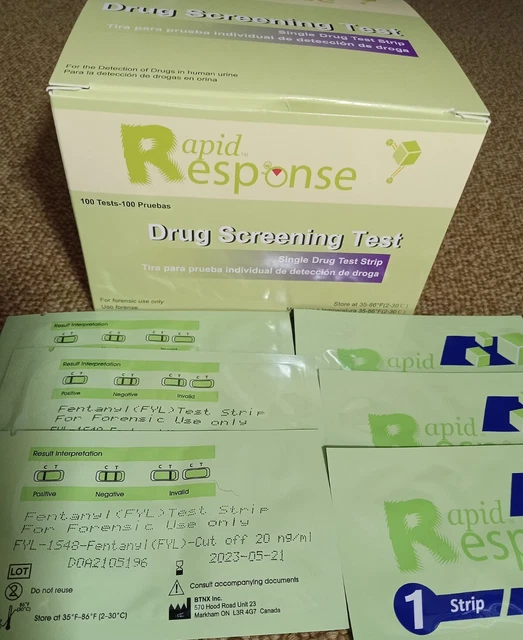 Drug Screening Test
Single Drug Test Strip
Tira para prueba individual de detección de droga
For the Detection of Drugs in human urine
Para la detección de drogas en orina
Rapid™
Response
100 Tests-100 Pruebas
Drug Screening Test
Single Drug Test Strip
Tira para prueba individual de detección de droga
For forensic use only
Uso forense
Store at 35-86°F(2-30°C)
Result Interpretation
C T C T C T
Rapid
Result Interpretation
C T C T C T
Positive Negative Invalid
Fentanyl(FYL)Test Strip
For Forensic Use only
Rapid
Result Interpretation
C T C T C T
Positive Negative Invalid
Fentanyl(FYL)Test Strip
For Forensic Use only
FYL-1S48-Fentanyl(FYL)-Cut off 20 ng/ml
LOT DOA2105196 2023-05-21
Do not reuse
Consult accompanying documents
Store at 35°F-86°F (2-30°C)
BTNX Inc.
570 Hood Road Unit 23
Markham ON L3R 4G7 Canada
Rapid
Resp
1 Strip